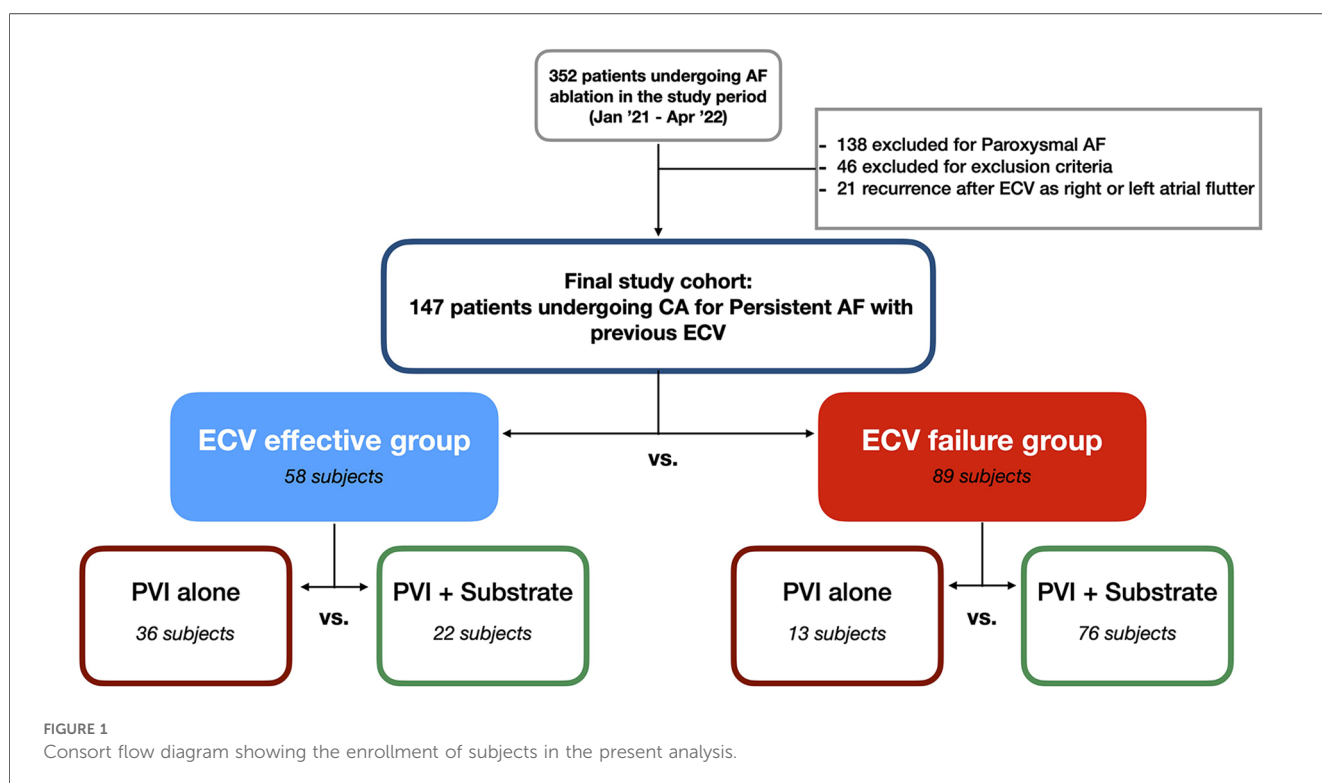 352 patients undergoing AF
ablation in the study period
(Jan '21 - Apr '22)
- 138 excluded for Paroxysmal AF
- 46 excluded for exclusion criteria
- 21 recurrence after ECV as right or left atrial flutter
Final study cohort:
147 patients undergoing CA for Persistent AF with
previous ECV
ECV effective group
58 subjects
vs.
ECV failure group
89 subjects
PVI alone
36 subjects
vs.
PVI + Substrate
22 subjects
PVI alone
13 subjects
vs.
PVI + Substrate
76 subjects
FIGURE 1
Consort flow diagram showing the enrollment of subjects in the present analysis.